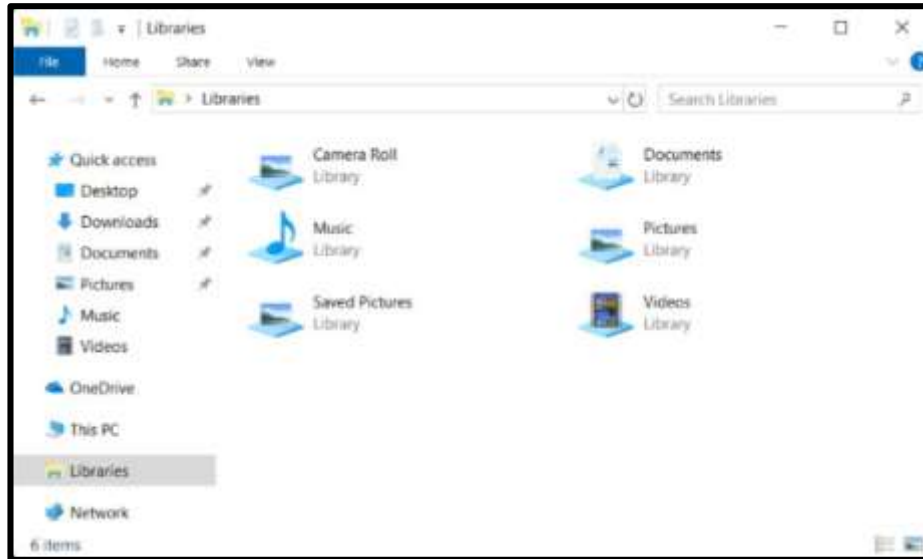 Libraries
File Home Share View
Libraries
Search Libraries
Quick access
Desktop
Downloads
Documents
Pictures
Music
Videos
OneDrive
This PC
Libraries
Network
Camera Roll
Library
Documents
Library
Music
Library
Pictures
Library
Saved Pictures
Library
Videos
Library
6 items